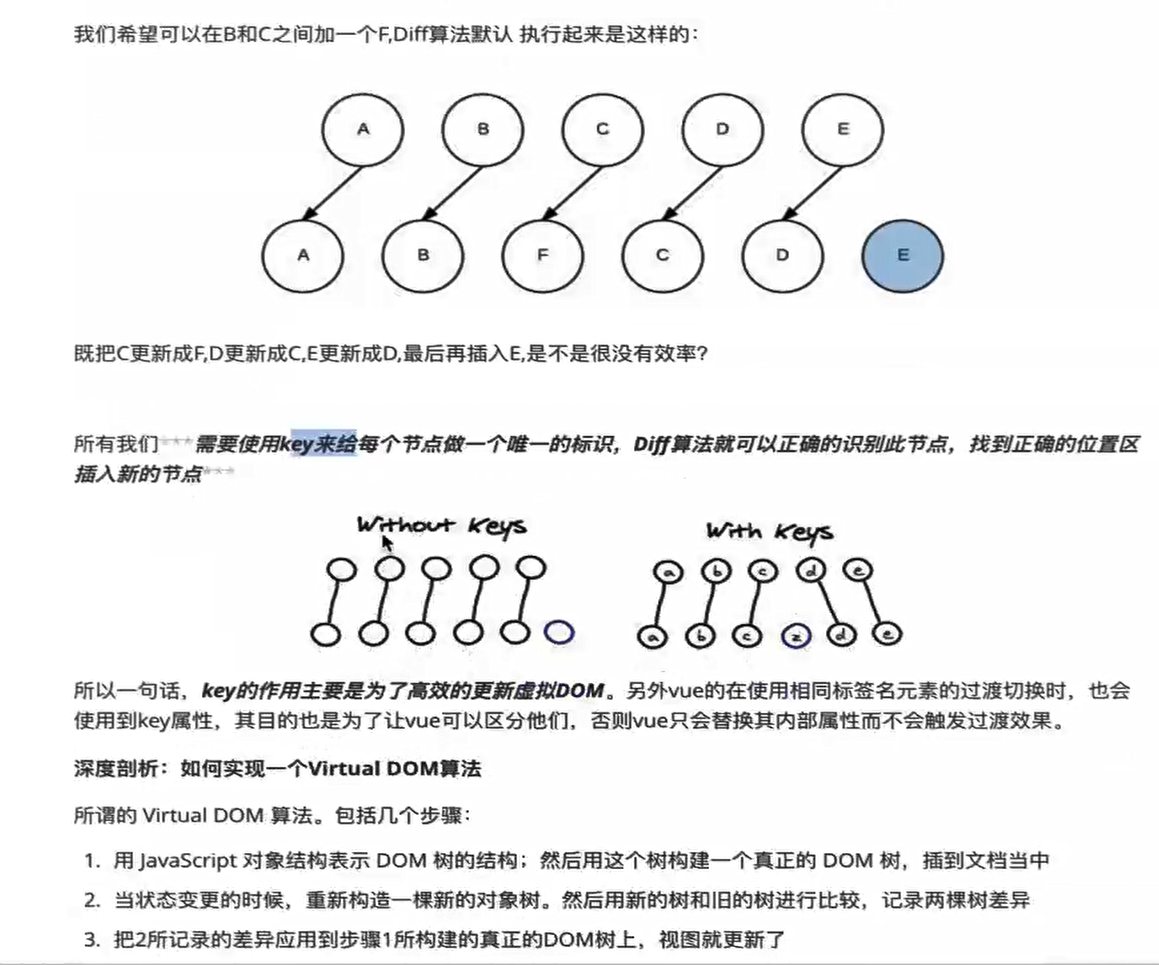 我们希望可以在B和C之间加一个F,Diff算法默认 执行起来是这样的：
A B C D E
A B F C D E
既把C更新成F,D更新成C,E更新成D,最后再插入E,是不是很没有效率？
所有我们***需要使用key来给每个节点做一个唯一的标识，Diff算法就可以正确的识别此节点，找到正确的位置区
插入新的节点***
Without Keys
With Keys
a b c d e
a b c z d e
所以一句话，key的作用主要是为了高效的更新虚拟DOM。另外vue的在使用相同标签名元素的过渡切换时，也会
使用到key属性，其目的也是为了让vue可以区分他们，否则vue只会替换其内部属性而不会触发过渡效果。
深度剖析：如何实现一个Virtual DOM算法
所谓的 Virtual DOM 算法。包括几个步骤：
1. 用 JavaScript 对象结构表示 DOM 树的结构；然后用这个树构建一个真正的 DOM 树，插到文档当中
2. 当状态变更的时候，重新构造一棵新的对象树。然后用新的树和旧的树进行比较，记录两棵树差异
3. 把2所记录的差异应用到步骤1所构建的真正的DOM树上，视图就更新了